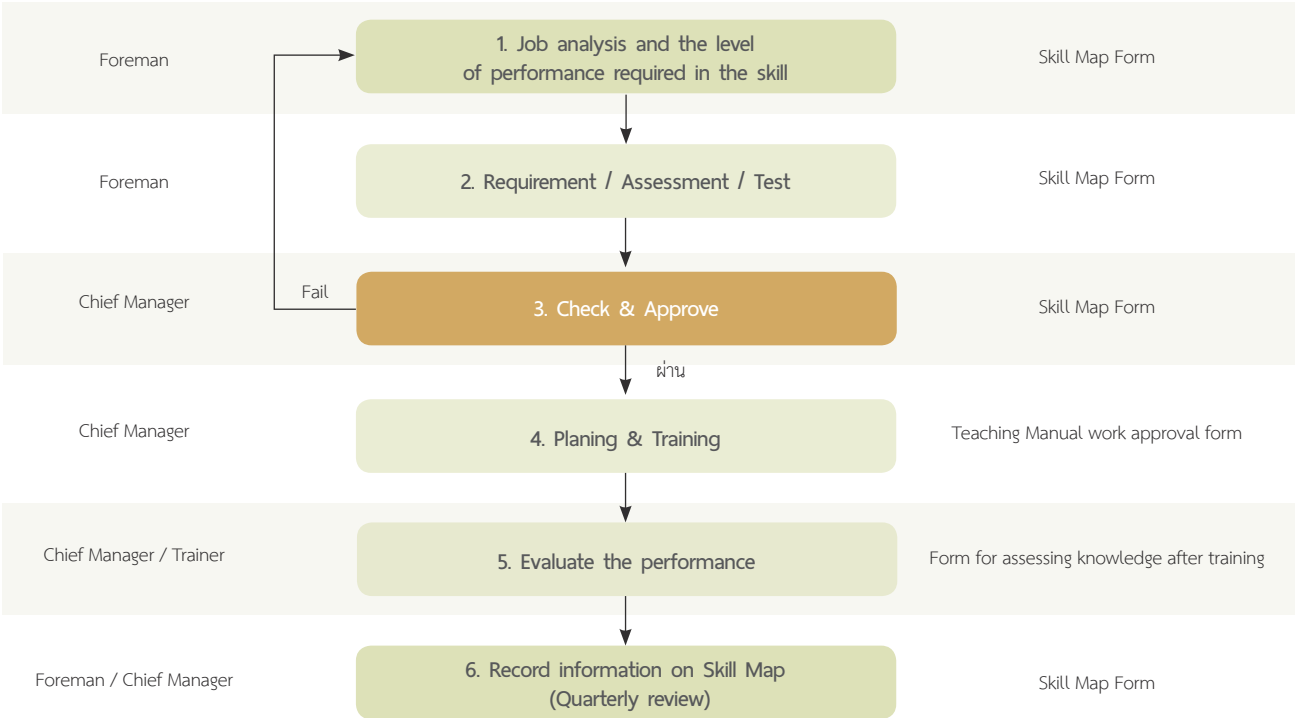 Foreman
1. Job analysis and the level
of performance required in the skill
Skill Map Form
Foreman
2. Requirement / Assessment / Test
Skill Map Form
Chief Manager
Fail
3. Check & Approve
Skill Map Form
ผ่าน
Chief Manager
4. Planing & Training
Teaching Manual work approval form
Chief Manager / Trainer
5. Evaluate the performance
Form for assessing knowledge after training
Foreman / Chief Manager
6. Record information on Skill Map
(Quarterly review)
Skill Map Form